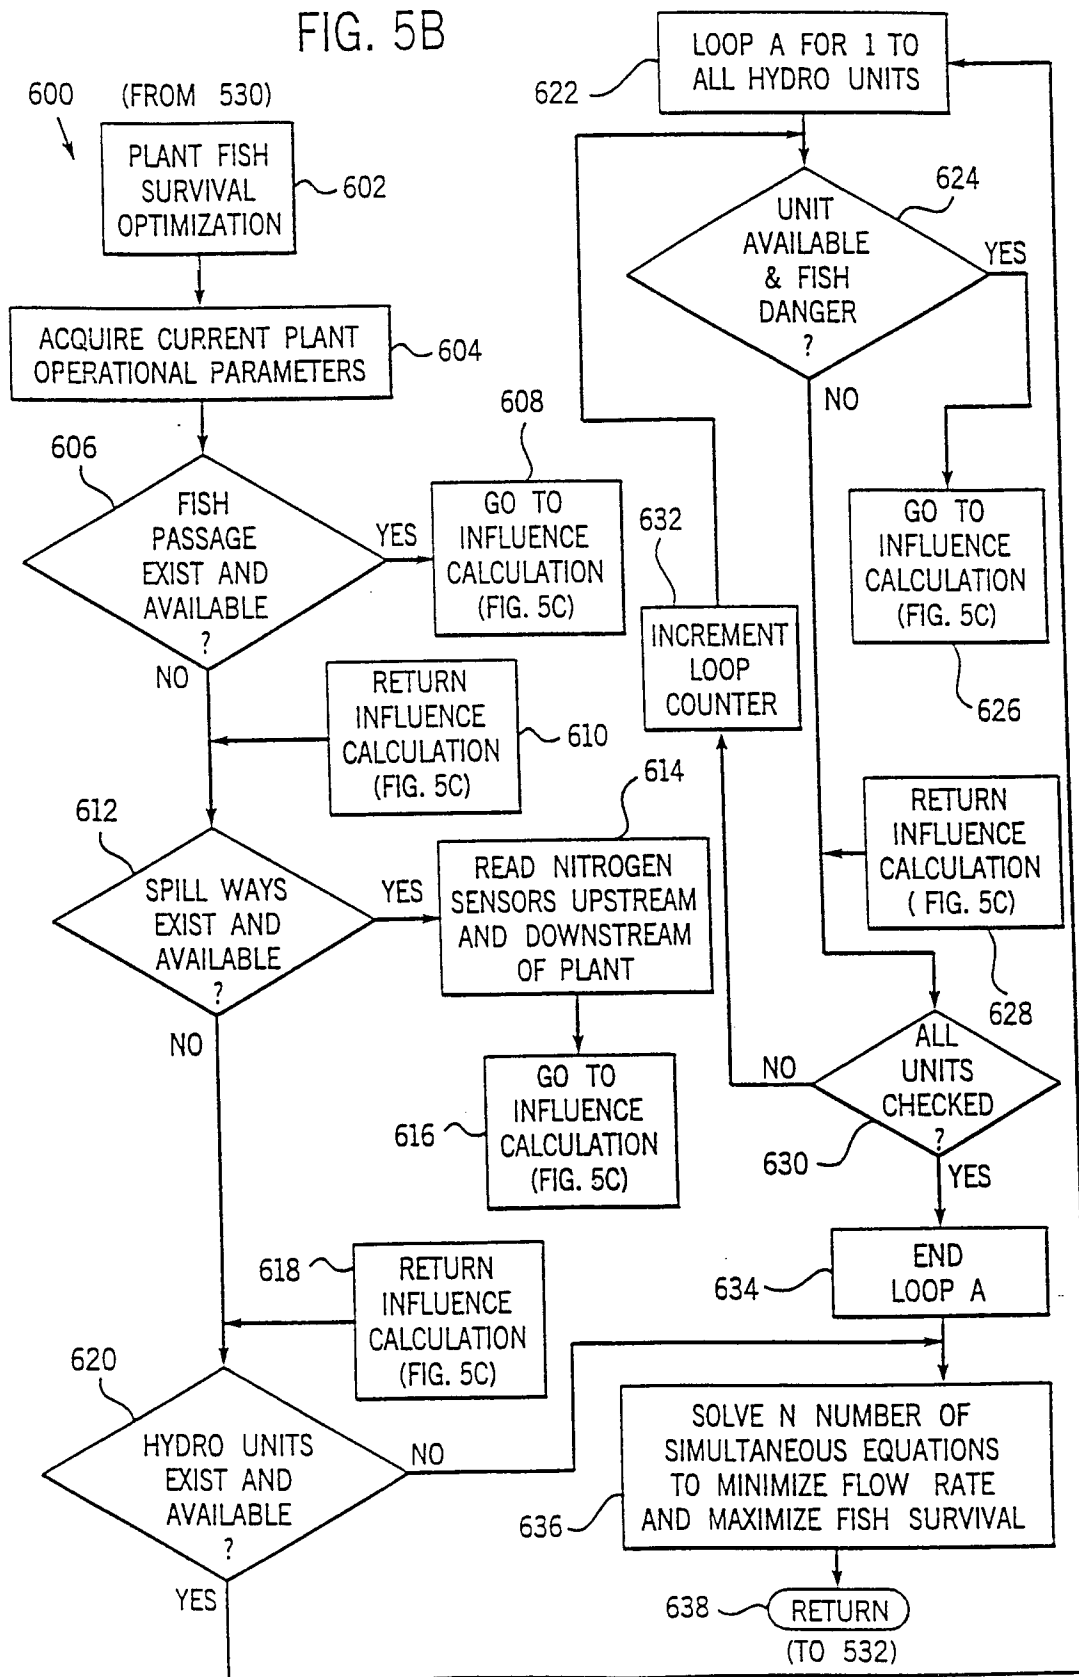 FIG. 5B
600
(FROM 530)
PLANT FISH
SURVIVAL
OPTIMIZATION
602
ACQUIRE CURRENT PLANT
OPERATIONAL PARAMETERS
604
606
FISH
PASSAGE
EXIST AND
AVAILABLE
?
YES
NO
608
GO TO
INFLUENCE
CALCULATION
(FIG. 5C)
RETURN
INFLUENCE
CALCULATION
(FIG. 5C)
610
612
SPILL WAYS
EXIST AND
AVAILABLE
?
YES
NO
614
READ NITROGEN
SENSORS UPSTREAM
AND DOWNSTREAM
OF PLANT
616
GO TO
INFLUENCE
CALCULATION
(FIG. 5C)
618
RETURN
INFLUENCE
CALCULATION
(FIG. 5C)
620
HYDRO UNITS
EXIST AND
AVAILABLE
?
NO
YES
622
LOOP A FOR 1 TO
ALL HYDRO UNITS
624
UNIT
AVAILABLE
& FISH
DANGER
?
YES
NO
GO TO
INFLUENCE
CALCULATION
(FIG. 5C)
626
632
INCREMENT
LOOP
COUNTER
RETURN
INFLUENCE
CALCULATION
( FIG. 5C)
628
ALL
UNITS
CHECKED
?
NO
630
YES
634
END
LOOP A
636
SOLVE N NUMBER OF
SIMULTANEOUS EQUATIONS
TO MINIMIZE FLOW RATE
AND MAXIMIZE FISH SURVIVAL
638
RETURN
(TO 532)